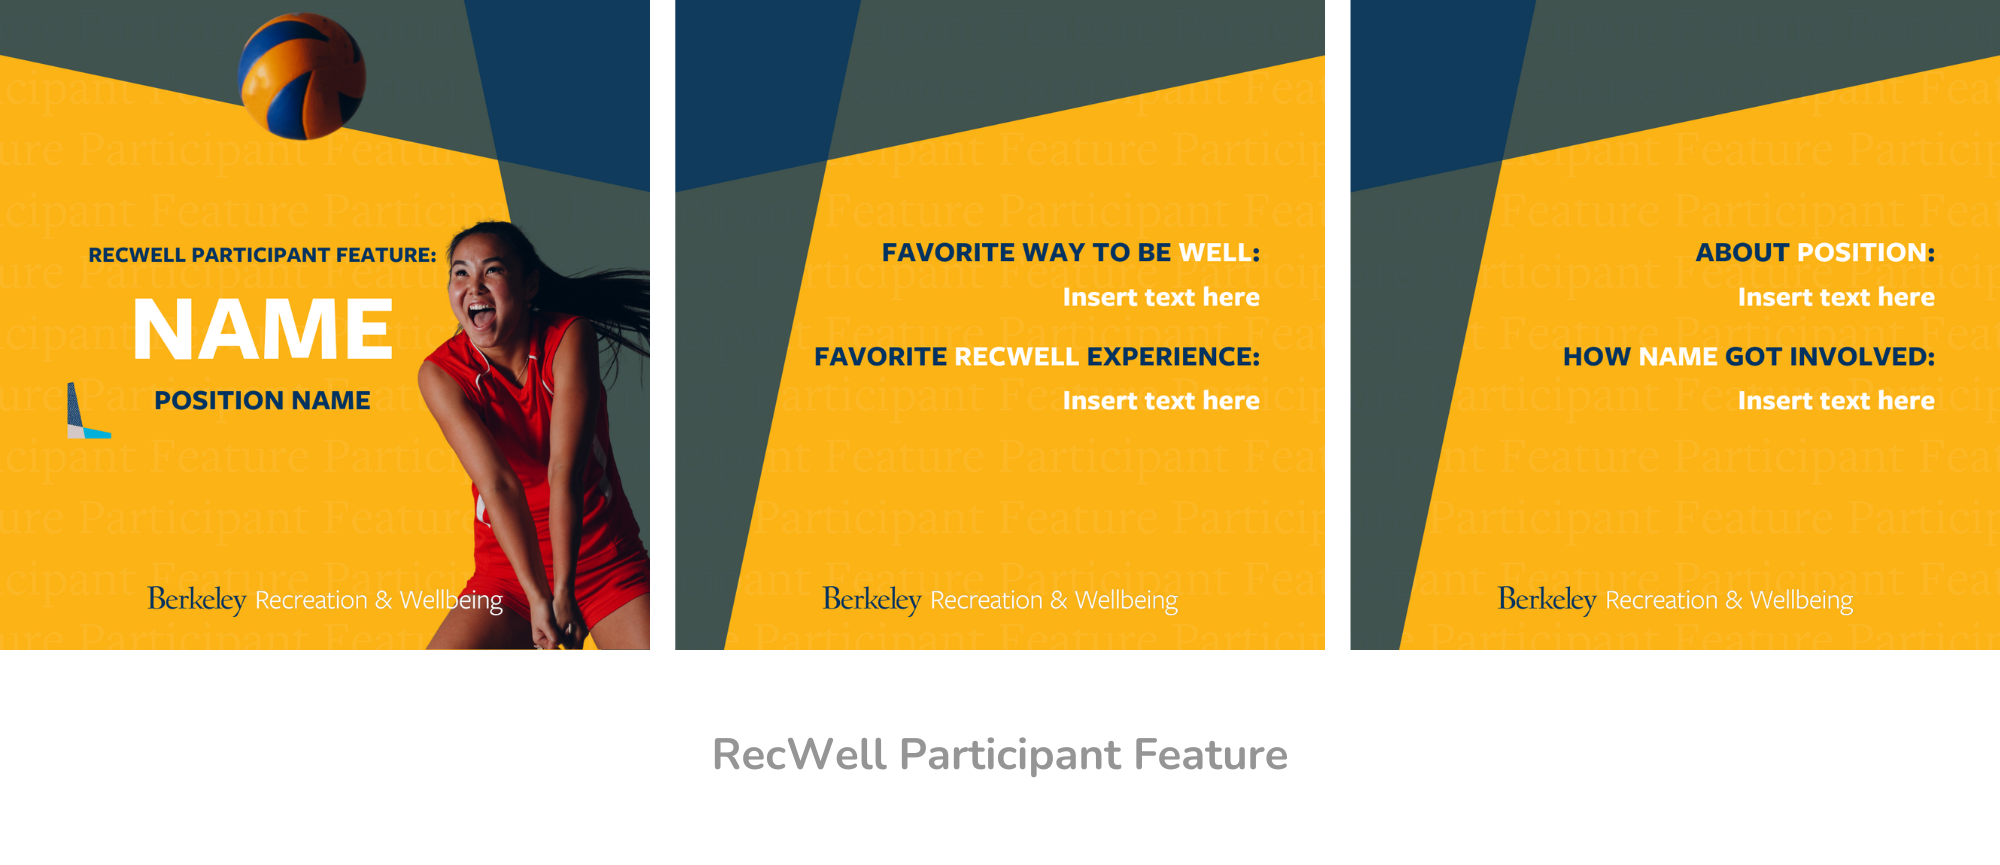 RECWELL PARTICIPANT FEATURE:
NAME
POSITION NAME
Berkeley Recreation & Wellbeing
FAVORITE WAY TO BE WELL:
Insert text here
FAVORITE RECWELL EXPERIENCE:
Insert text here
Berkeley Recreation & Wellbeing
ABOUT POSITION:
Insert text here
HOW NAME GOT INVOLVED:
Insert text here
Berkeley Recreation & Wellbeing
RecWell Participant Feature